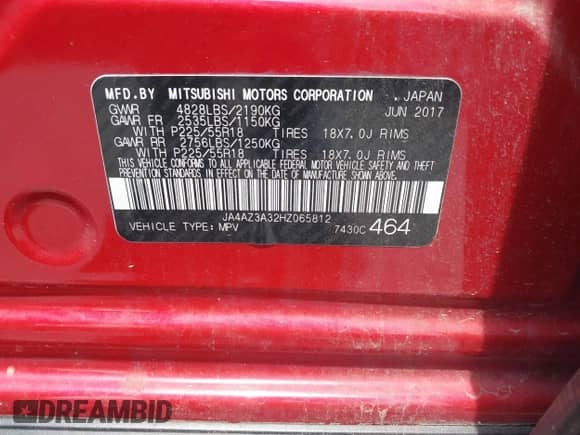 MFD.BY MITSUBISHI MOTORS CORPORATION , JAPAN
GVWR 4828LBS/2190KG JUN 2017
GAWR FR 2535LBS/1150KG
WITH P225/55R18 TIRES 18X7.0J RIMS
GAWR RR 2756LBS/1250KG
WITH P225/55R18 TIRES 18X7.0J RIMS
THIS VEHICLE CONFORMS TO ALL APPLICABLE FEDERAL MOTOR VEHICLE SAFETY AND THEFT
PREVENTION STANDARDS IN EFFECT ON THE DATE OF MANUFACTURE SHOWN ABOVE.
JA4AZ3A32HZ065812
VEHICLE TYPE: MPV 7430C 464
DREAMBID